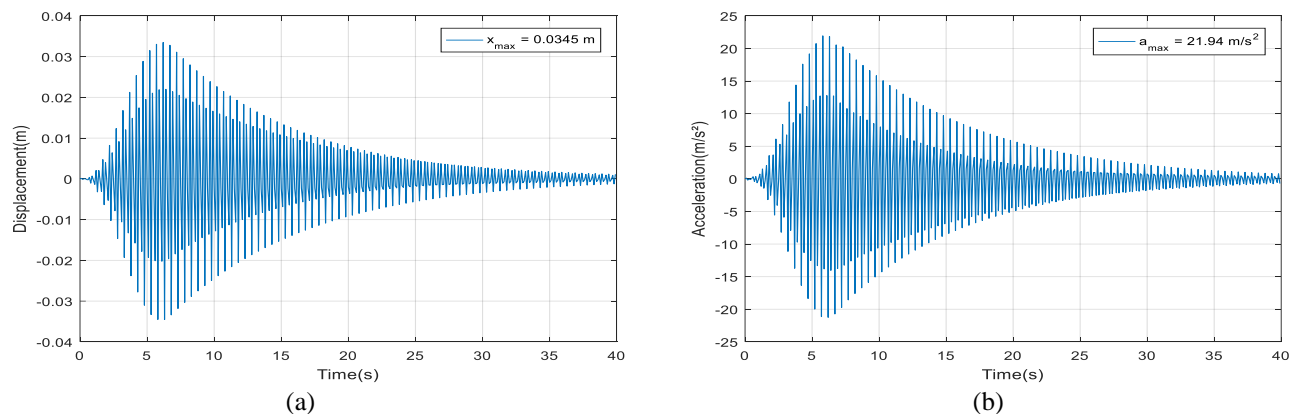 0.04
0.03
0.02
0.01
0
-0.01
-0.02
-0.03
-0.04
Displacement(m)
x_max = 0.0345 m
0 5 10 15 20 25 30 35 40
Time(s)
(a)
25
20
15
10
5
0
-5
-10
-15
-20
-25
Acceleration(m/s²)
a_max = 21.94 m/s²
0 5 10 15 20 25 30 35 40
Time(s)
(b)